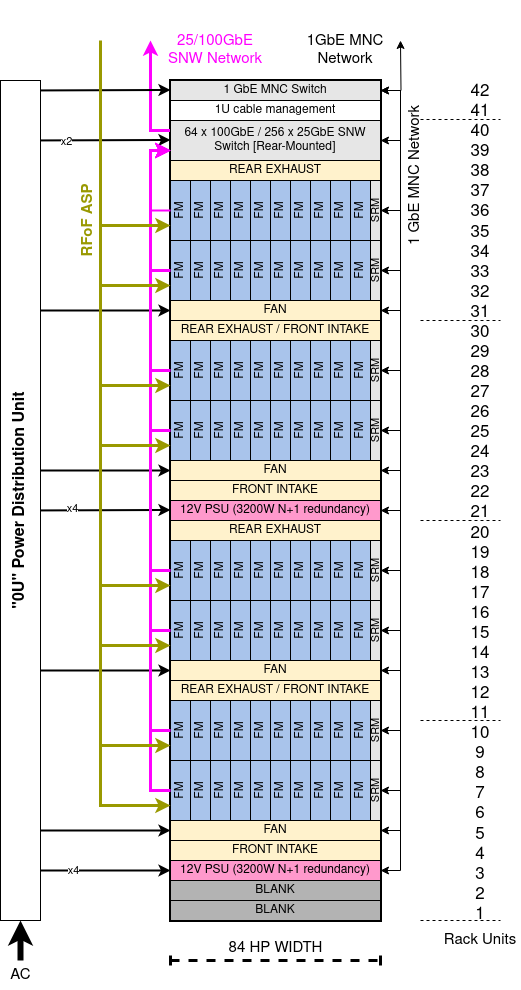 25/100GbE
SNW Network
1GbE MNC
Network
1 GbE MNC Switch
1U cable management
x2
64 x 100GbE / 256 x 25GbE SNW
Switch [Rear-Mounted]
REAR EXHAUST
RFoF ASP
1 GbE MNC Network
FM FM FM FM FM FM FM FM FM FM SRM
FM FM FM FM FM FM FM FM FM FM SRM
FAN
REAR EXHAUST / FRONT INTAKE
FM FM FM FM FM FM FM FM FM FM SRM
FM FM FM FM FM FM FM FM FM FM SRM
FAN
FRONT INTAKE
x4
12V PSU (3200W N+1 redundancy)
REAR EXHAUST
"0U" Power Distribution Unit
FM FM FM FM FM FM FM FM FM FM SRM
FM FM FM FM FM FM FM FM FM FM SRM
FAN
REAR EXHAUST / FRONT INTAKE
FM FM FM FM FM FM FM FM FM FM SRM
FM FM FM FM FM FM FM FM FM FM SRM
FAN
FRONT INTAKE
x4
12V PSU (3200W N+1 redundancy)
BLANK
BLANK
42
41
40
39
38
37
36
35
34
33
32
31
30
29
28
27
26
25
24
23
22
21
20
19
18
17
16
15
14
13
12
11
10
9
8
7
6
5
4
3
2
1
Rack Units
84 HP WIDTH
AC